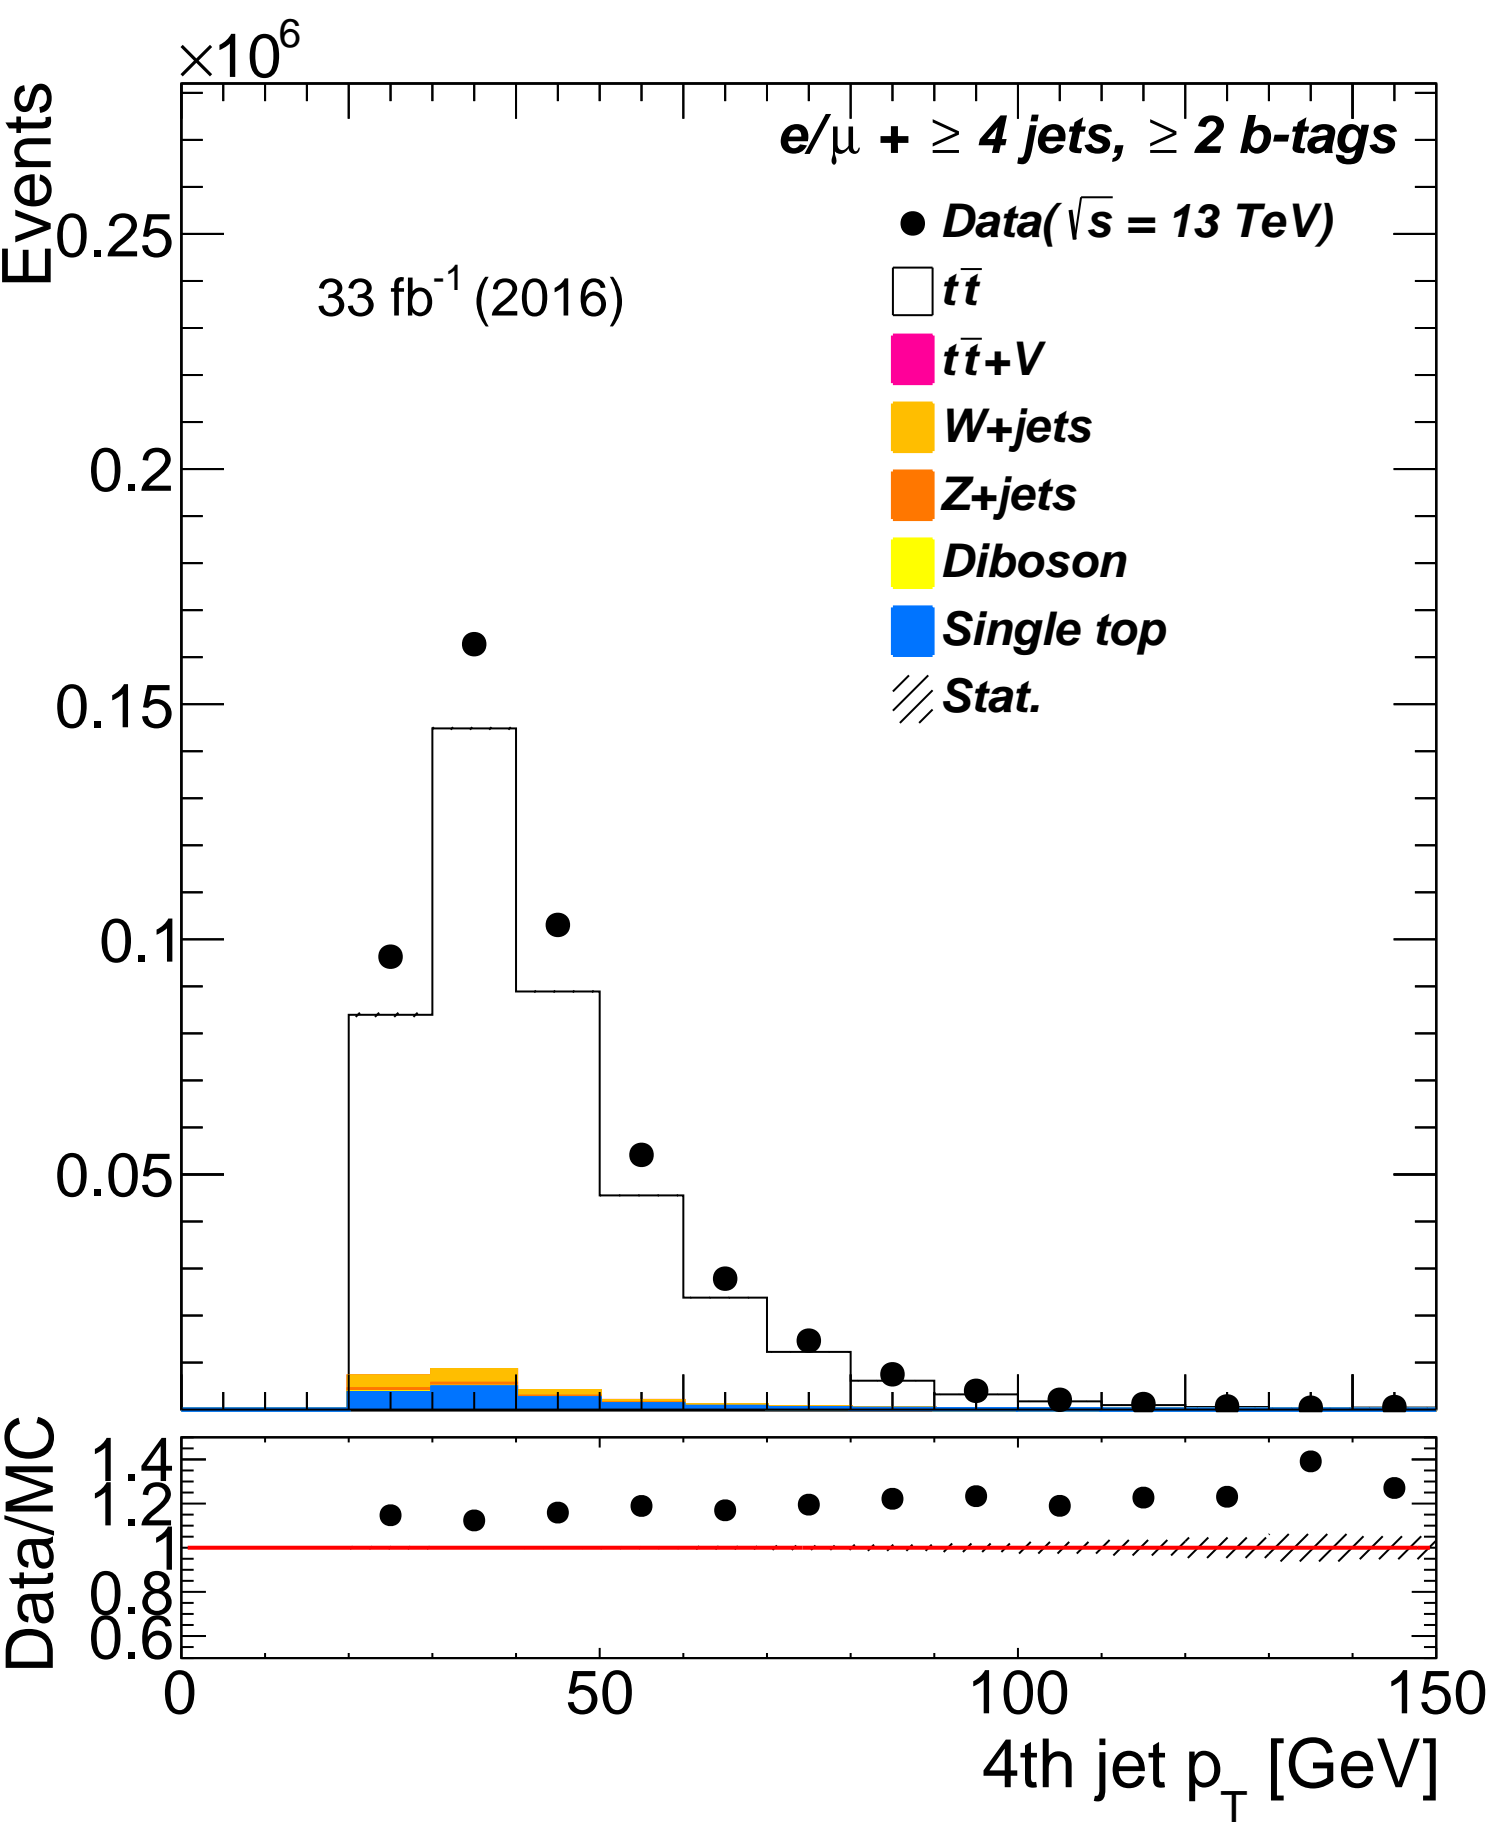 ×10⁶
Events
e/μ + ≥ 4 jets, ≥ 2 b-tags
Data(√s = 13 TeV)
33 fb⁻¹ (2016)
tt̅
tt̅+V
W+jets
Z+jets
Diboson
Single top
Stat.
0.25
0.2
0.15
0.1
0.05
Data/MC
1.4
1.2
1
0.8
0.6
0 50 100 150
4th jet p_T [GeV]